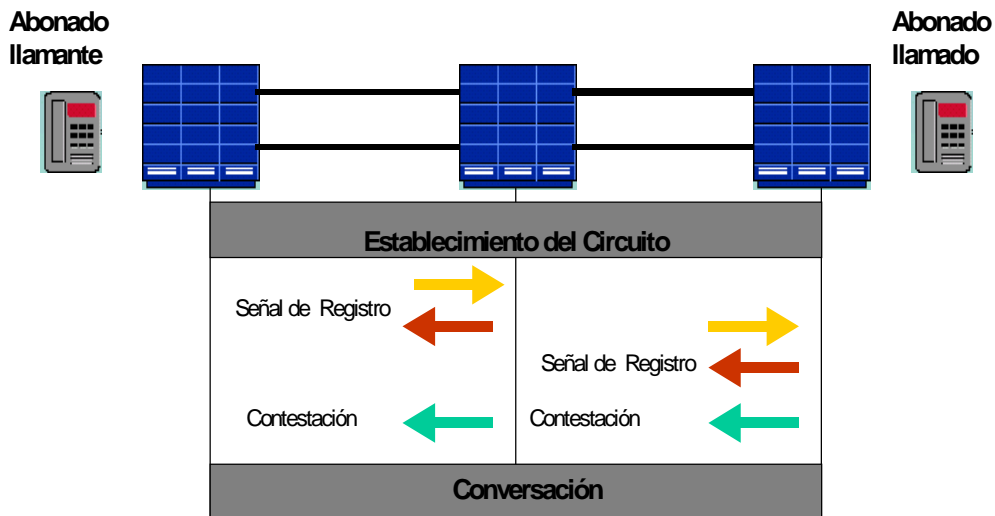 Abonado
llamante
Abonado
llamado
Establecimiento del Circuito
Señal de Registro
Señal de Registro
Contestación
Contestación
Conversación